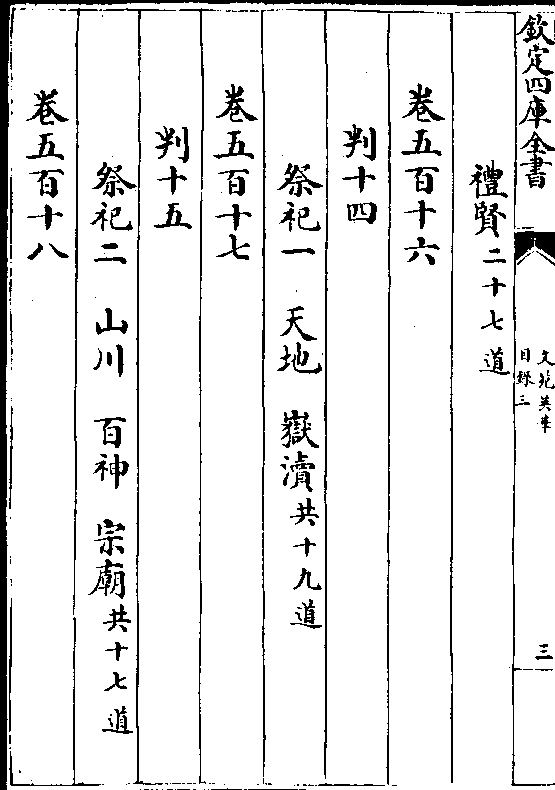 欽定四庫全書
文苑英華
目錄三
三
禮賢二十七道
卷五百十六
判十四
祭祀一 天地 嶽瀆共十九道
卷五百十七
判十五
祭祀二 山川 百神 宗廟共十七道
卷五百十八